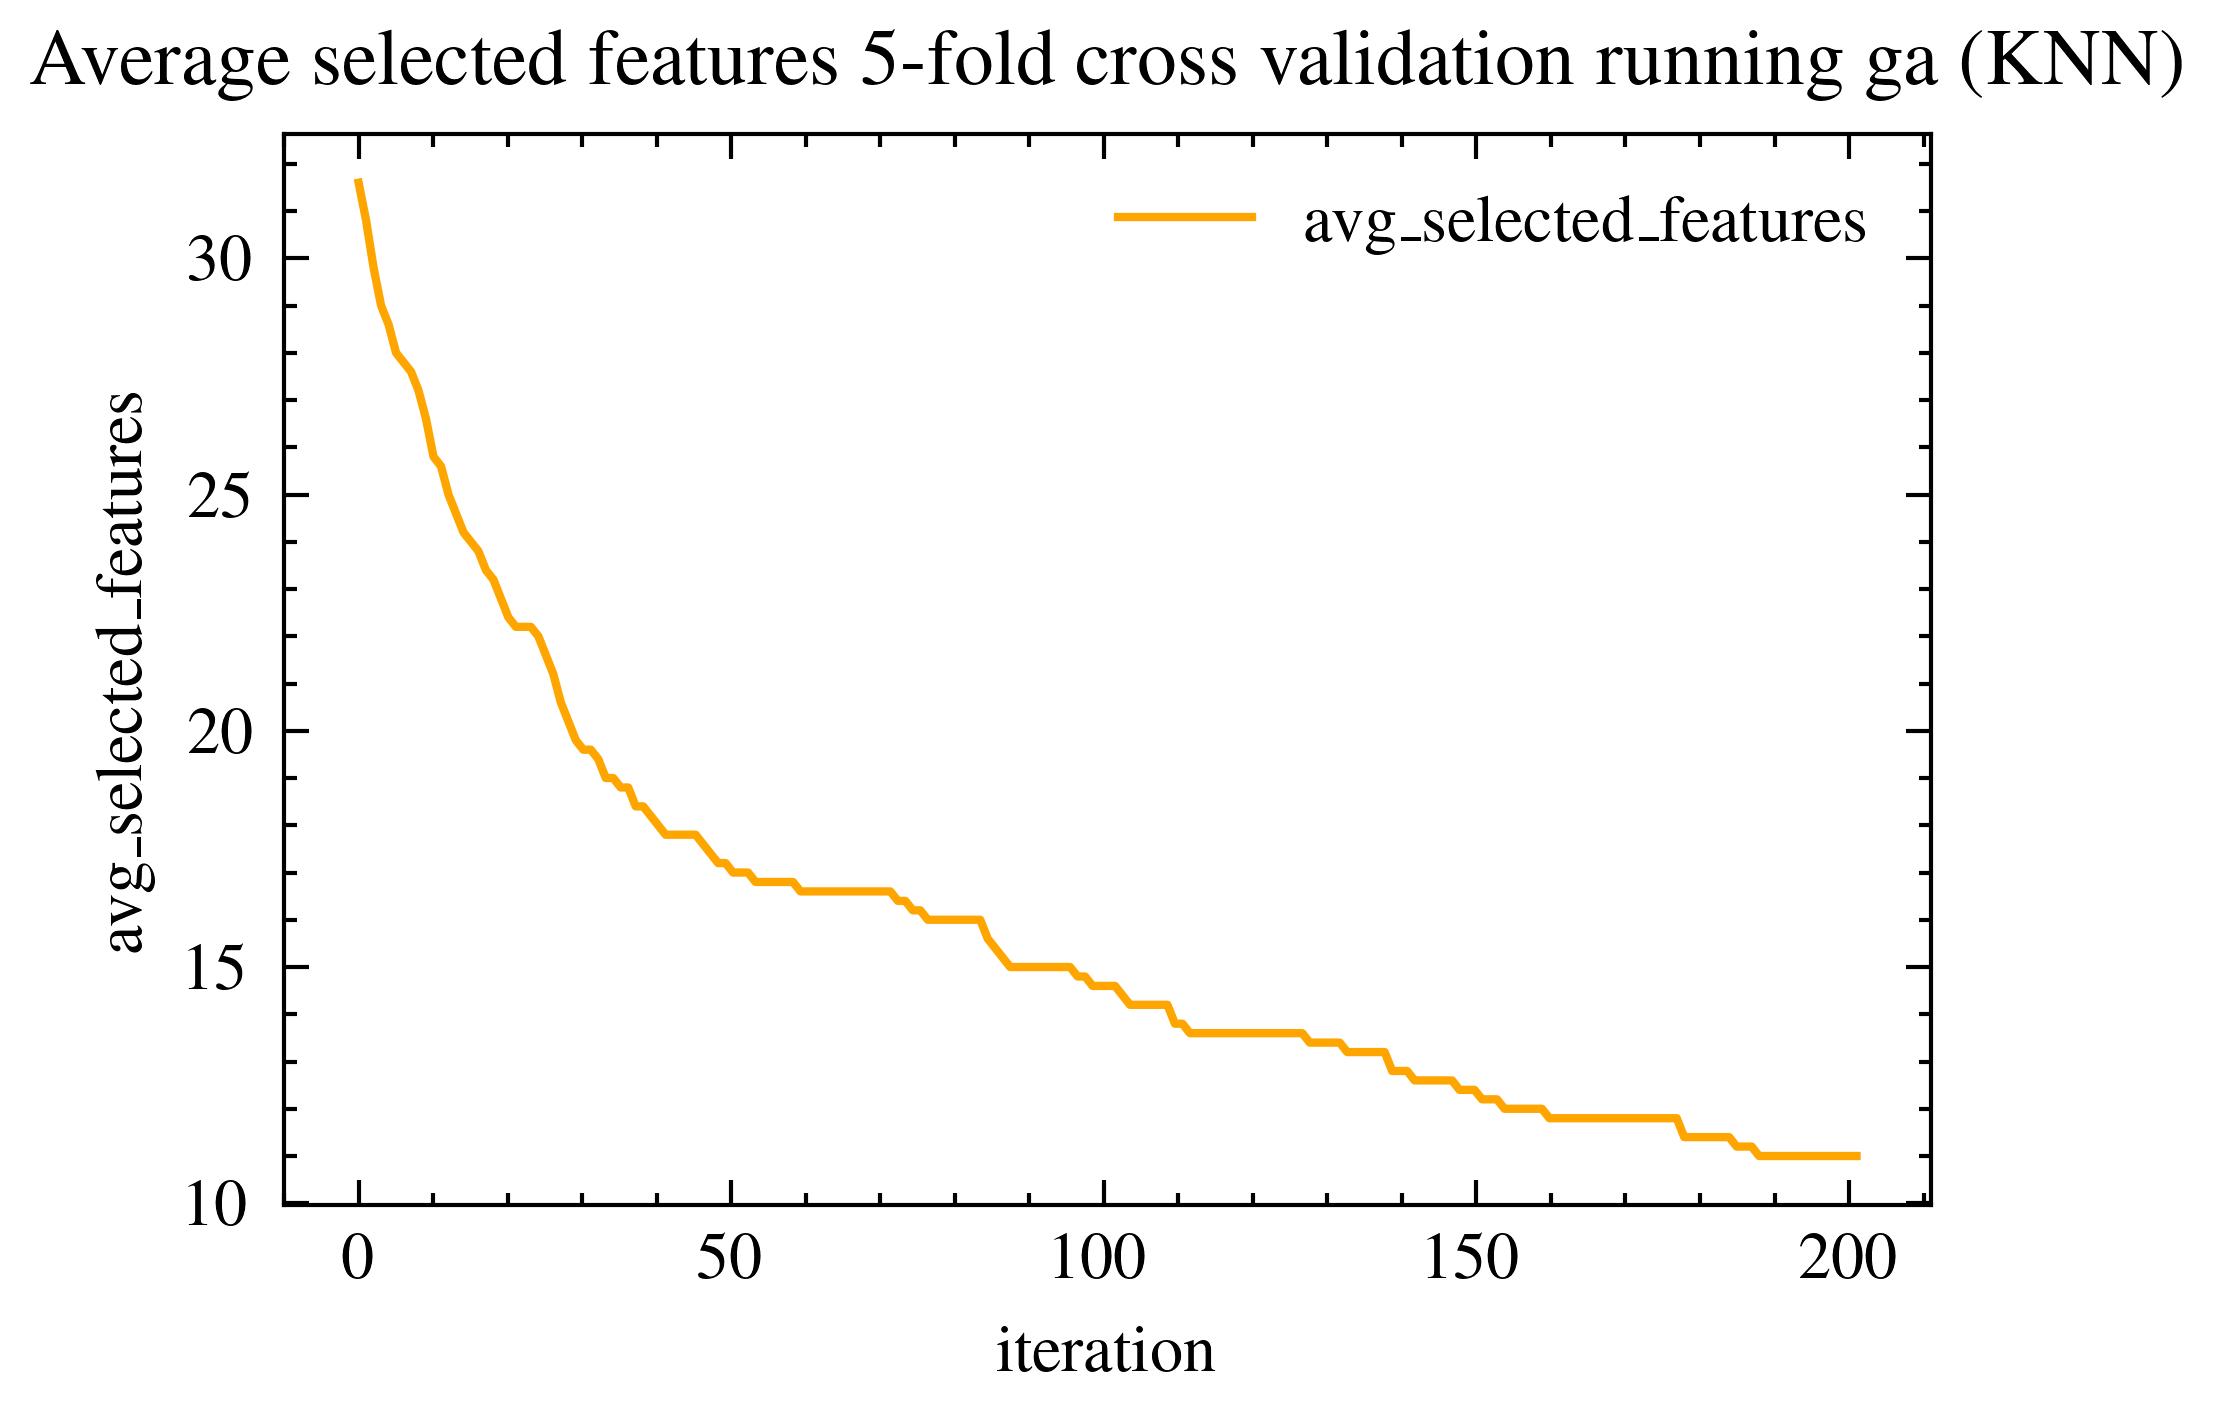 Average selected features 5-fold cross validation running ga (KNN)
avg_selected_features
avg_selected_features
30
25
20
15
10
0 50 100 150 200
iteration